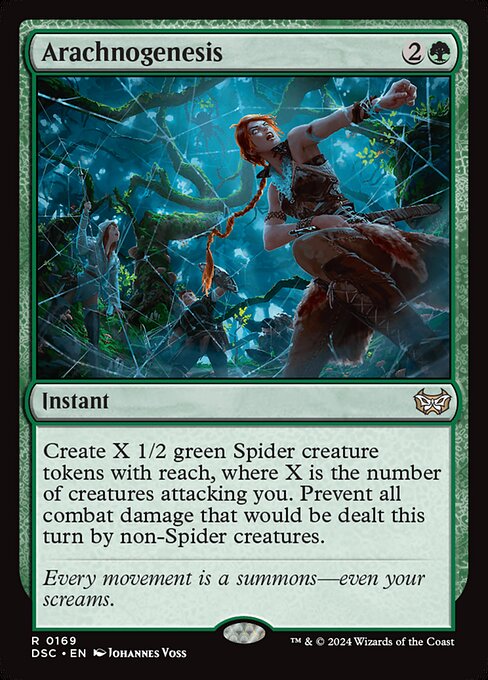 Arachnogenesis 2
Instant
Create X 1/2 green Spider creature
tokens with reach, where X is the number
of creatures attacking you. Prevent all
combat damage that would be dealt this
turn by non-Spider creatures.
Every movement is a summons—even your
screams.
R 0169
DSC • EN Johannes Voss
™ & © 2024 Wizards of the Coast